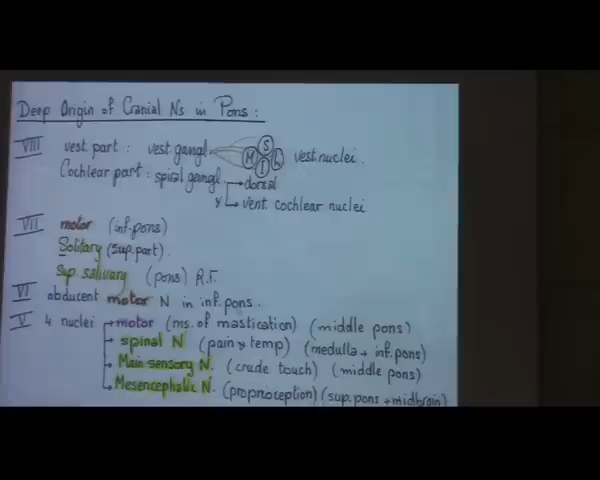 Deep Origin of Cranial Ns in Pons :
VIII vest. part : vest gangl. M S L I vest. nuclei.
Cochlear part : spiral gangl. → dorsal
& → vent cochlear nuclei
VII motor (inf. pons)
Solitary (sup. part).
Sup. salivary (pons) R.F.
VI abducent motor N in inf. pons.
V 4 nuclei → motor (ms. of mastication) (middle pons)
→ spinal N (pain & temp) (medulla + inf. pons)
→ Main sensory N. (crude touch) (middle pons)
→ Mesencephalic N. (proprioception) (sup. pons + midbrain)